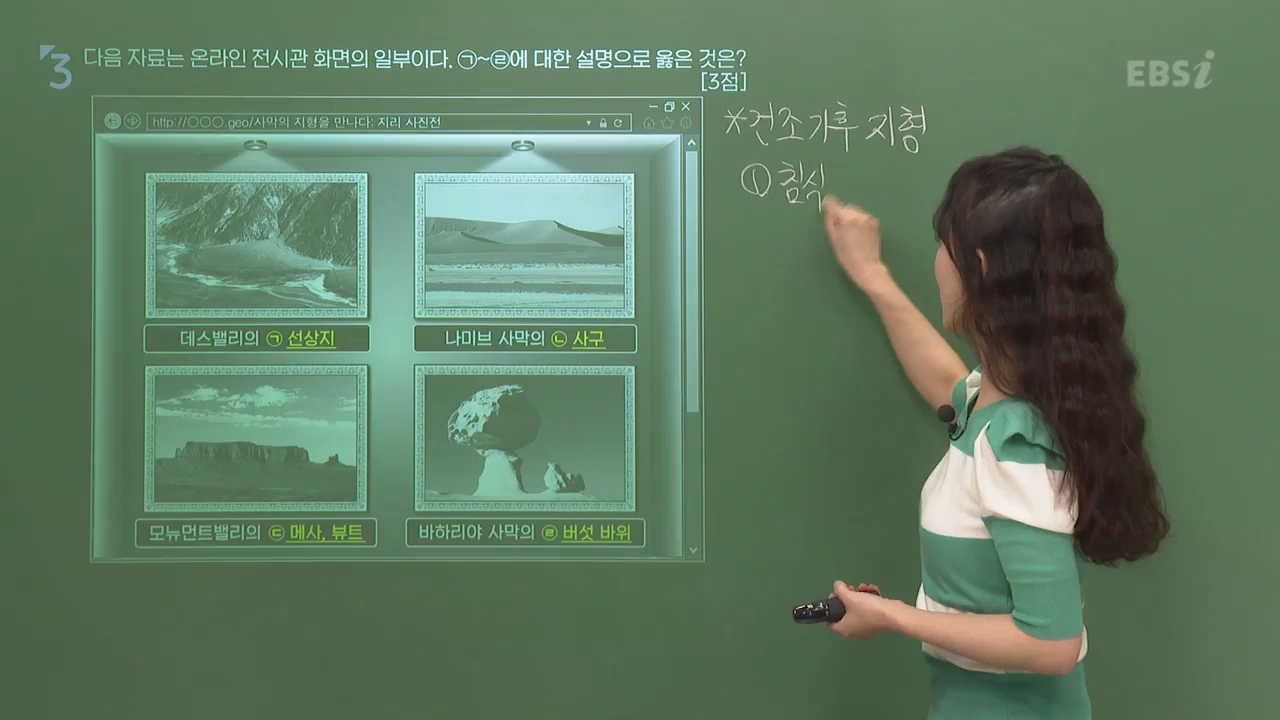 3 다음 자료는 온라인 전시관 화면의 일부이다. ㉠~㉣에 대한 설명으로 옳은 것은?
[3점]
EBSi
http://○○○.geo/사막의 지형을 만나다: 지리 사진전
*건조기후 지형
① 침식
데스밸리의 ㉠ 선상지
나미브 사막의 ㉡ 사구
모뉴먼트밸리의 ㉢ 메사, 뷰트
바하리야 사막의 ㉣ 버섯 바위